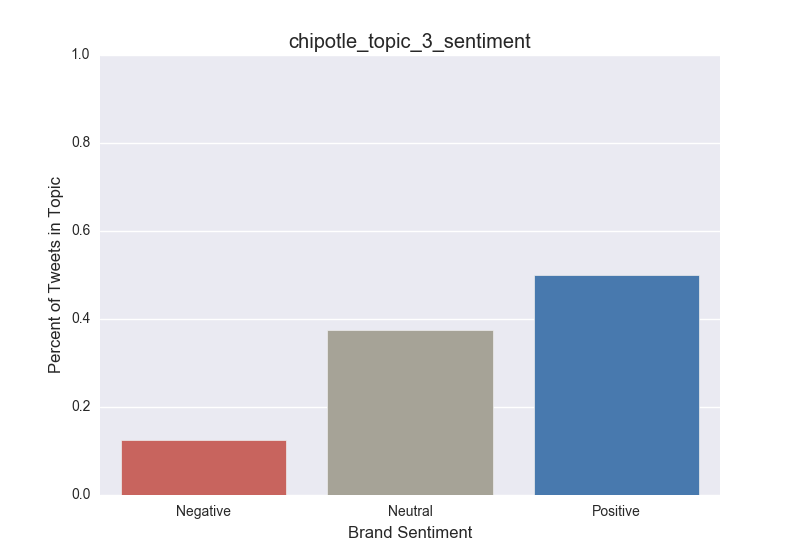 chipotle_topic_3_sentiment
1.0
0.8
0.6
0.4
0.2
0.0
Percent of Tweets in Topic
Negative
Neutral
Positive
Brand Sentiment